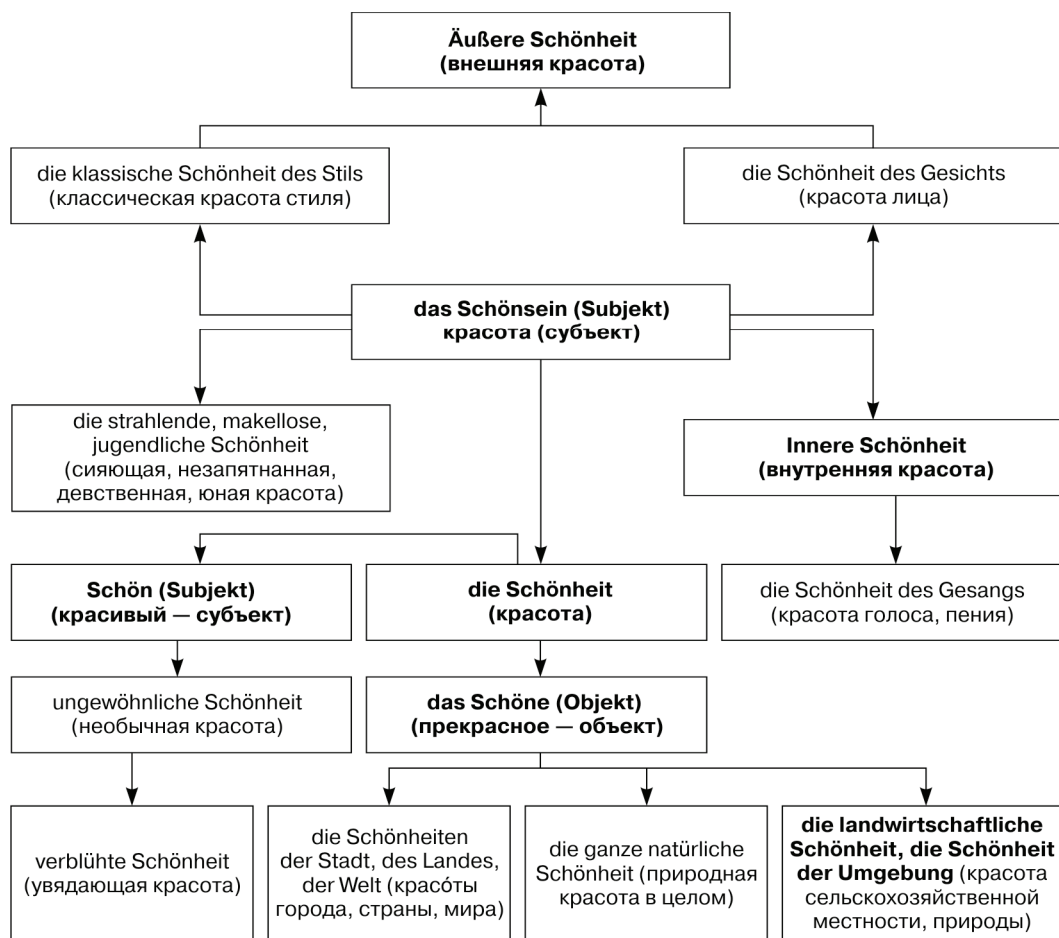 Äußere Schönheit
(внешняя красота)
die klassische Schönheit des Stils
(классическая красота стиля)
die Schönheit des Gesichts
(красота лица)
das Schönsein (Subjekt)
красота (субъект)
die strahlende, makellose,
jugendliche Schönheit
(сияющая, незапятнанная,
девственная, юная красота)
Innere Schönheit
(внутренняя красота)
Schön (Subjekt)
(красивый — субъект)
die Schönheit
(красота)
die Schönheit des Gesangs
(красота голоса, пения)
ungewöhnliche Schönheit
(необычная красота)
das Schöne (Objekt)
(прекрасное — объект)
verblühte Schönheit
(увядающая красота)
die Schönheiten
der Stadt, des Landes,
der Welt (красо́ты
города, страны, мира)
die ganze natürliche
Schönheit (природная
красота в целом)
die landwirtschaftliche
Schönheit, die Schönheit
der Umgebung (красота
сельскохозяйственной
местности, природы)